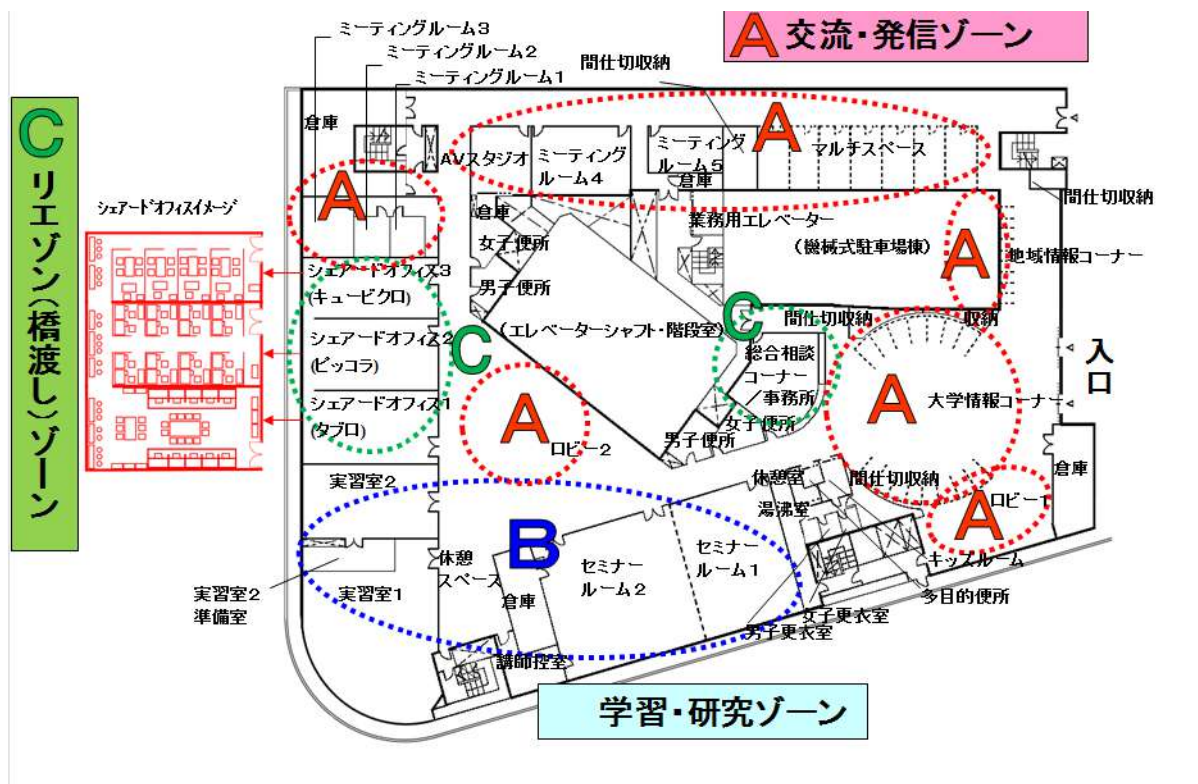 A 交流・発信ゾーン
ミーティングルーム3
ミーティングルーム2
ミーティングルーム1
間仕切収納
C リエゾン(橋渡し)ゾーン
シェアードオフィスイメージ
倉庫
A
AVスタジオ
ミーティング
ルーム4
ミーティング
ルーム5
倉庫
マルチスペース
間仕切収納
A
倉庫
女子便所
男子便所
業務用エレベーター
(機械式駐車場棟)
A
地域情報コーナー
シェアードオフィス3
(キュービクロ)
シェアードオフィス2
(ピッコラ)
シェアードオフィス1
(タブロ)
C
(エレベーターシャフト・階段室)
C
間仕切収納
収納
総合相談
コーナー
/事務所
A
大学情報コーナー
入口
A
ロビー2
女子便所
男子便所
倉庫
実習室2
休憩室
湯沸室
間仕切収納
ロビー1
A
B
セミナー
ルーム1
セミナー
ルーム2
休憩
スペース
倉庫
実習室2
準備室
実習室1
キッズルーム
多目的便所
女子更衣室
男子更衣室
講師控室
学習・研究ゾーン